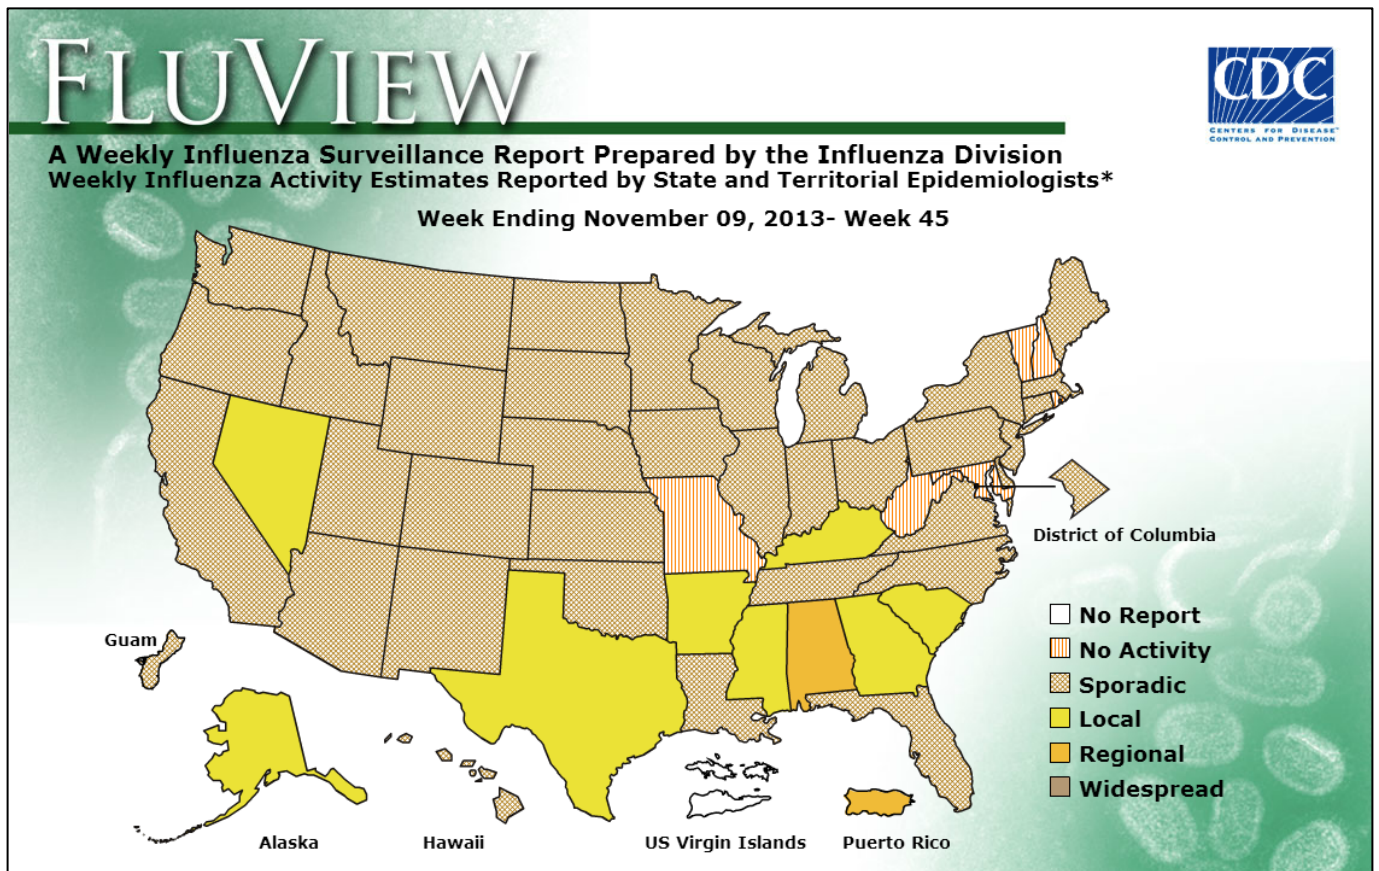 FLUVIEW
CDC
CENTERS FOR DISEASE™
CONTROL AND PREVENTION
A Weekly Influenza Surveillance Report Prepared by the Influenza Division
Weekly Influenza Activity Estimates Reported by State and Territorial Epidemiologists*
Week Ending November 09, 2013- Week 45
District of Columbia
No Report
No Activity
Sporadic
Local
Regional
Widespread
Guam
Alaska
Hawaii
US Virgin Islands
Puerto Rico